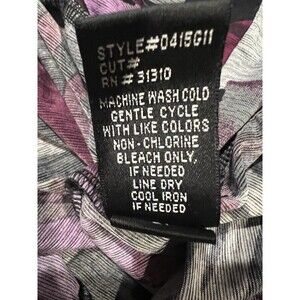 STYLE#0415G11
CUT#
RN# 31310
MACHINE WASH COLD
GENTLE CYCLE
WITH LIKE COLORS
NON-CHLORINE
BLEACH ONLY,
IF NEEDED
LINE DRY
COOL IRON
IF NEEDED